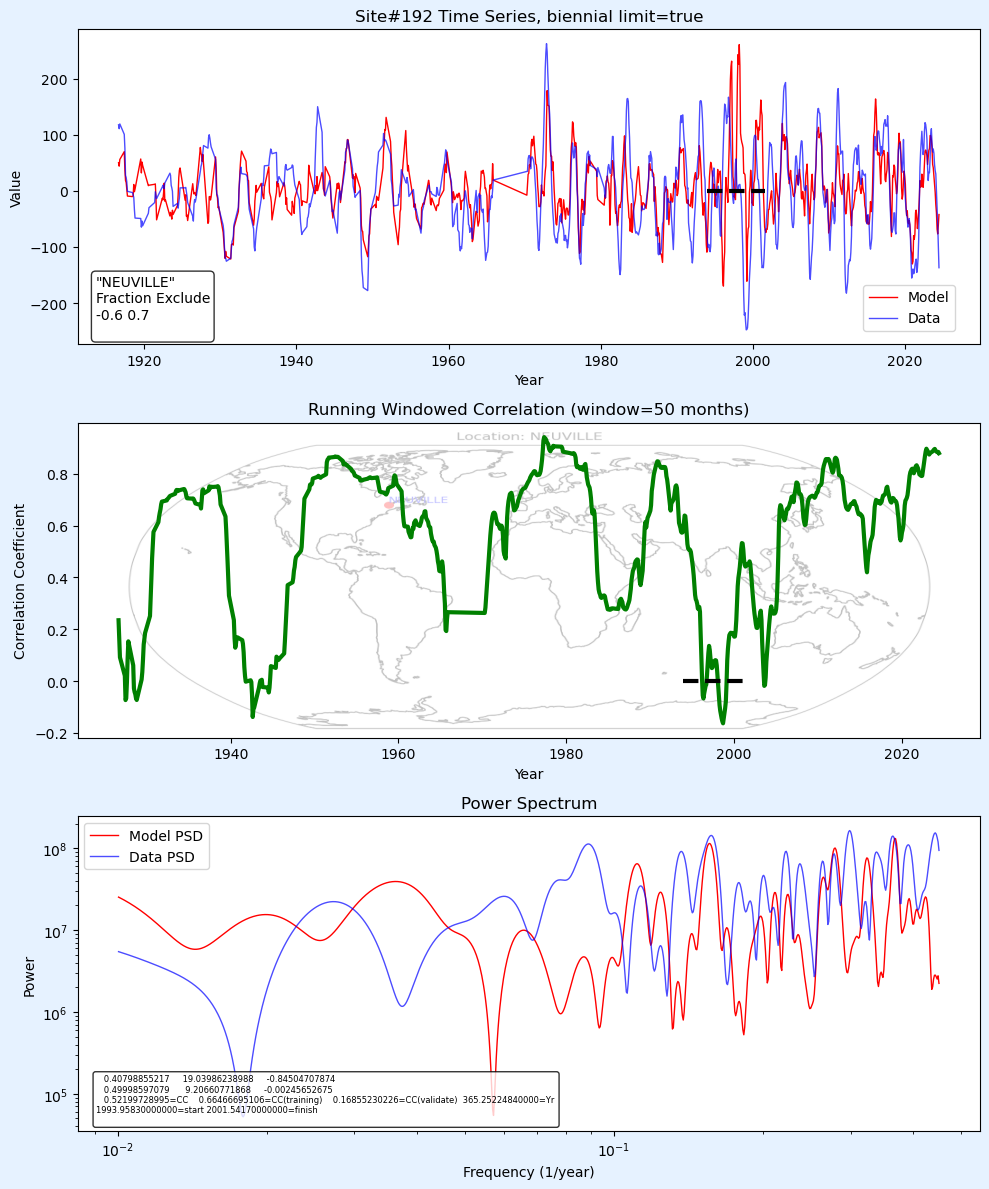 Site#192 Time Series, biennial limit=true
Value
200
100
0
−100
−200
"NEUVILLE"
Fraction Exclude
-0.6 0.7
Model
Data
1920 1940 1960 1980 2000 2020
Year
Running Windowed Correlation (window=50 months)
Location: NEUVILLE
NEUVILLE
Correlation Coefficient
0.8
0.6
0.4
0.2
0.0
−0.2
1940 1960 1980 2000 2020
Year
Power Spectrum
Model PSD
Data PSD
Power
10^8
10^7
10^6
10^5
0.40798855217 19.03986238988 -0.84504707874
0.49998597079 9.20660771868 -0.00245652675
0.52199728995=CC 0.66466695106=CC(training) 0.16855230226=CC(validate) 365.25224840000=Yr
1993.95830000000=start 2001.54170000000=finish
10^−2 10^−1
Frequency (1/year)